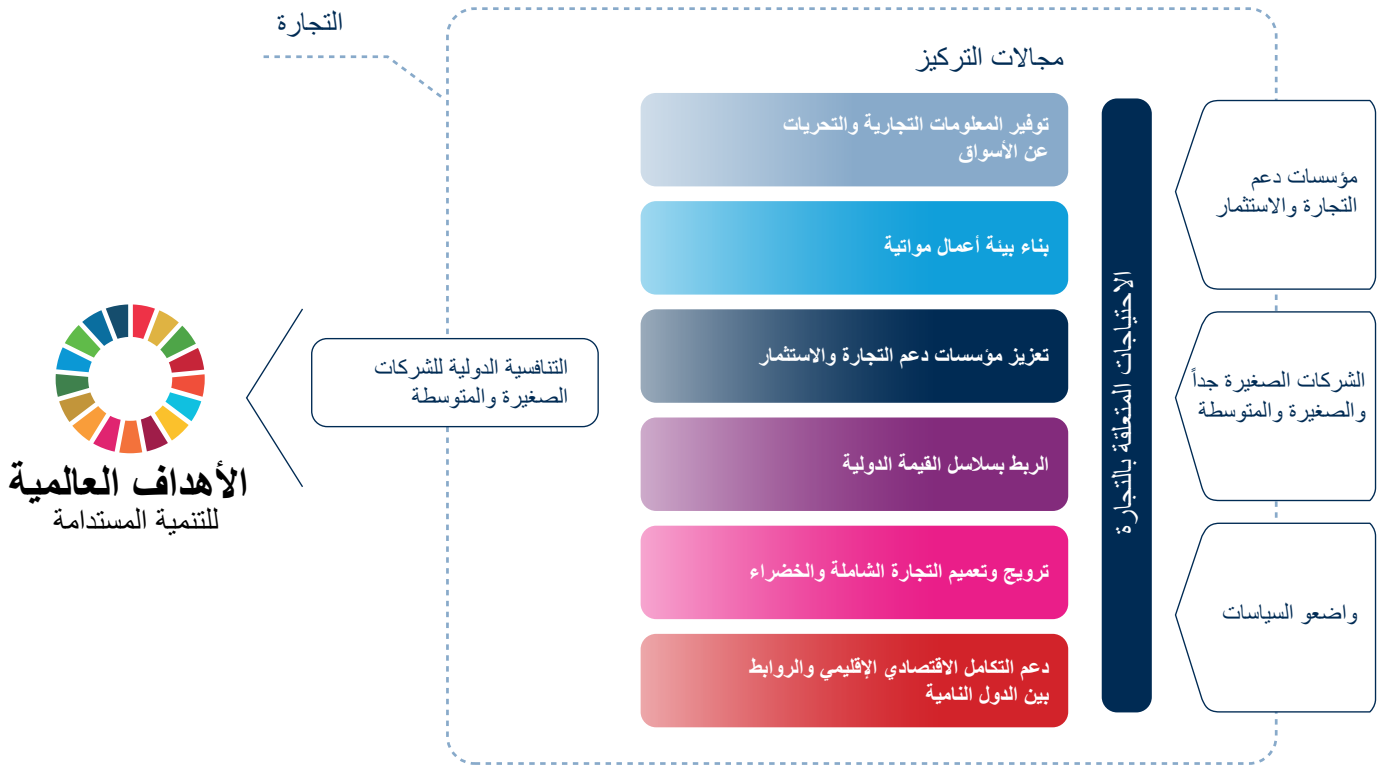 التجارة
مجالات التركيز
مؤسسات دعم
التجارة والاستثمار
الشركات الصغيرة جداً
والصغيرة والمتوسطة
واضعو السياسات
الاحتياجات المتعلقة بالتجارة
توفير المعلومات التجارية والتحريات
عن الأسواق
بناء بيئة أعمال مواتية
تعزيز مؤسسات دعم التجارة والاستثمار
الربط بسلاسل القيمة الدولية
ترويج وتعميم التجارة الشاملة والخضراء
دعم التكامل الاقتصادي الإقليمي والروابط
بين الدول النامية
التنافسية الدولية للشركات
الصغيرة والمتوسطة
الأهداف العالمية
للتنمية المستدامة